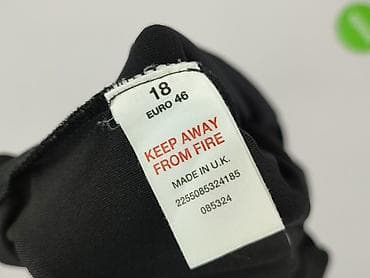 18
EURO 46
KEEP AWAY
FROM FIRE
MADE IN U.K.
2255085324185
085324